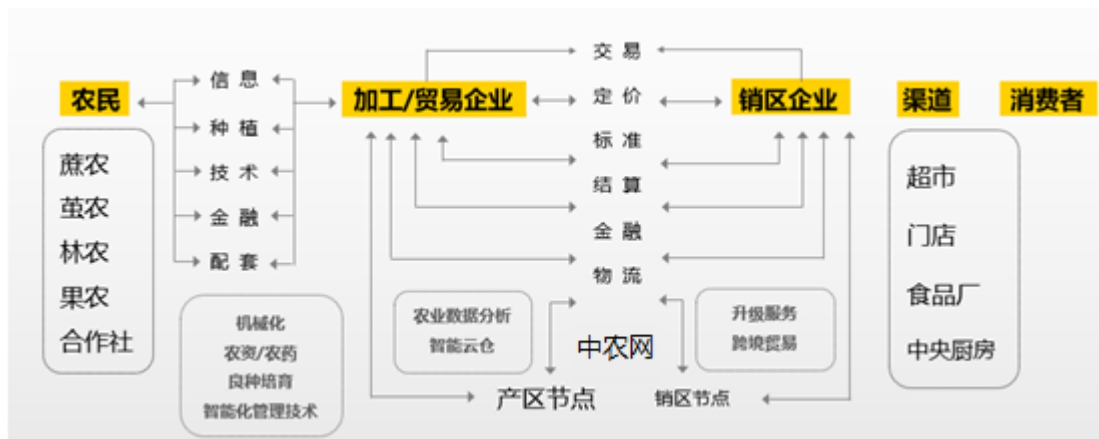 农民
蔗农
茧农
林农
果农
合作社
信息
种植
技术
金融
配套
机械化
农资/农药
良种培育
智能化管理技术
加工/贸易企业
农业数据分析
智能云仓
交易
定价
标准
结算
金融
物流
中农网
产区节点
销区企业
升级服务
跨境贸易
销区节点
渠道
超市
门店
食品厂
中央厨房
消费者